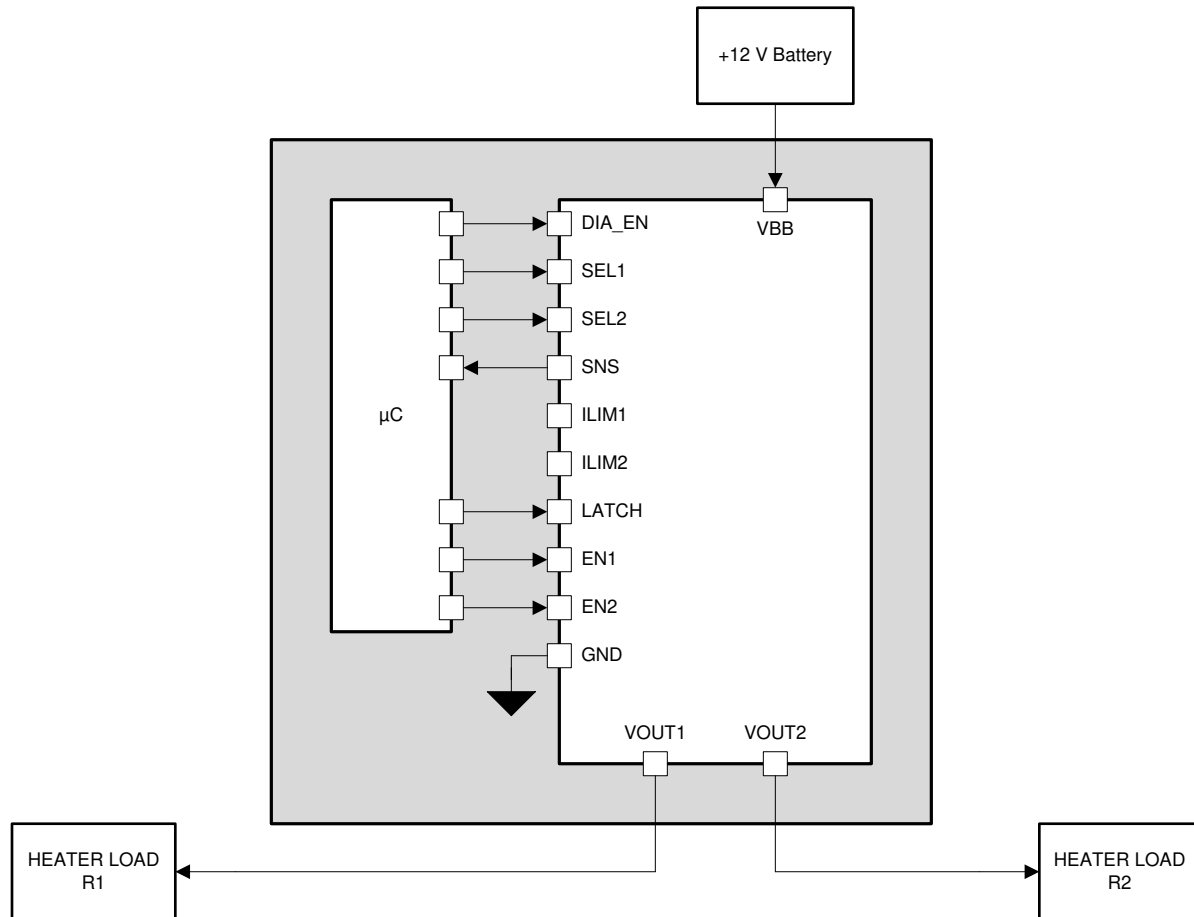 +12 V Battery
VBB
DIA_EN
SEL1
SEL2
SNS
ILIM1
ILIM2
LATCH
EN1
EN2
GND
µC
VOUT1
VOUT2
HEATER LOAD
R1
HEATER LOAD
R2